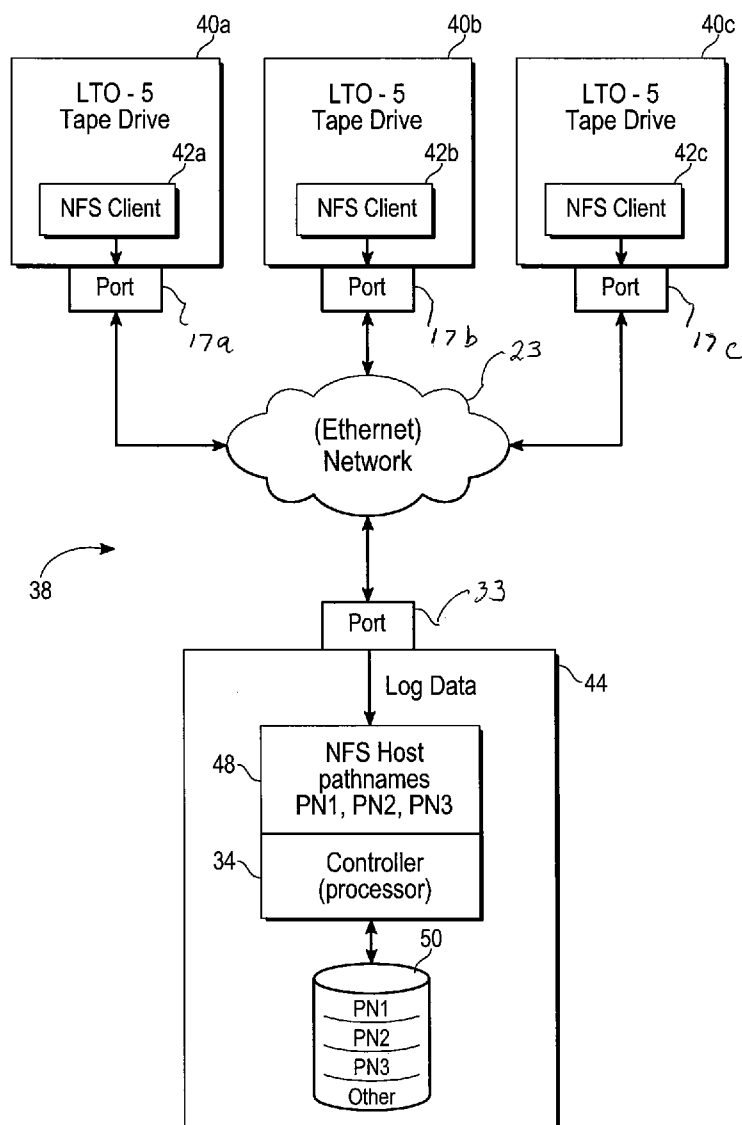 40a
40b
40c
LTO - 5
Tape Drive
LTO - 5
Tape Drive
LTO - 5
Tape Drive
42a
42b
42c
NFS Client
NFS Client
NFS Client
Port
Port
Port
17a
17b
17c
23
(Ethernet)
Network
38
33
Port
44
Log Data
48
NFS Host
pathnames
PN1, PN2, PN3
34
Controller
(processor)
50
PN1
PN2
PN3
Other